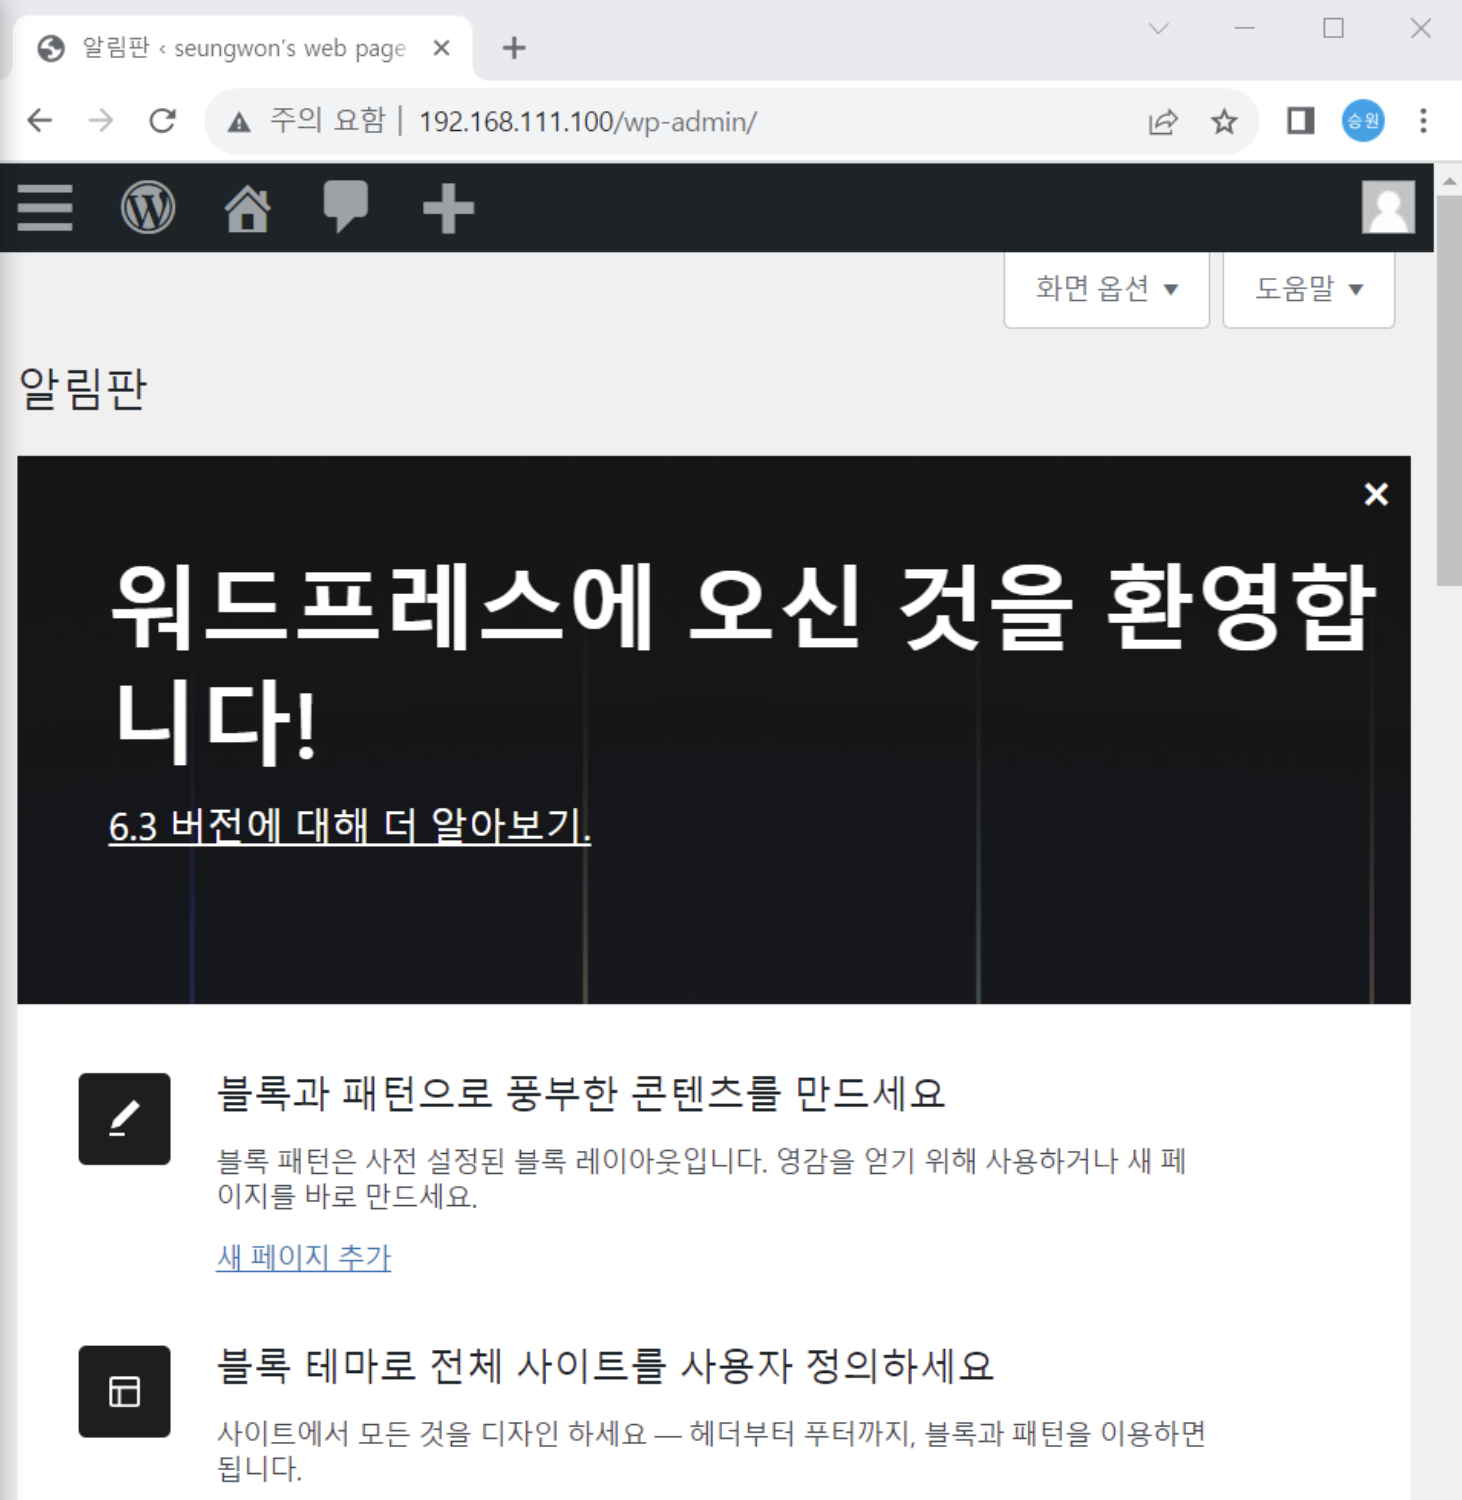 알림판 ‹ seungwon's web page
주의 요함 | 192.168.111.100/wp-admin/
승원
화면 옵션 ▼
도움말 ▼
알림판
워드프레스에 오신 것을 환영합
니다!
6.3 버전에 대해 더 알아보기.
블록과 패턴으로 풍부한 콘텐츠를 만드세요
블록 패턴은 사전 설정된 블록 레이아웃입니다. 영감을 얻기 위해 사용하거나 새 페
이지를 바로 만드세요.
새 페이지 추가
블록 테마로 전체 사이트를 사용자 정의하세요
사이트에서 모든 것을 디자인 하세요 — 헤더부터 푸터까지, 블록과 패턴을 이용하면
됩니다.